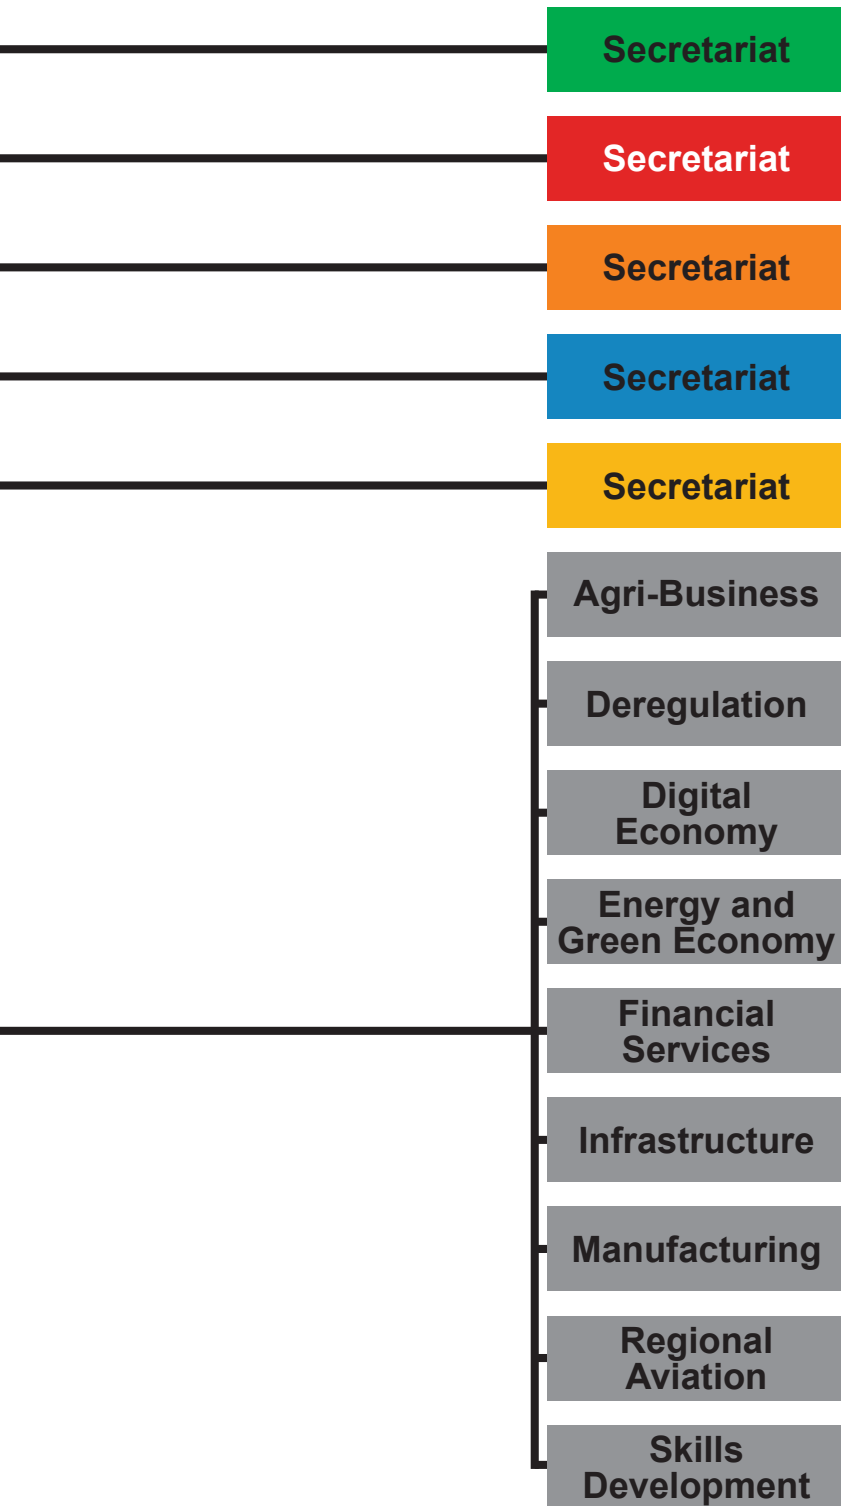 Secretariat
Secretariat
Secretariat
Secretariat
Secretariat
Agri-Business
Deregulation
Digital
Economy
Energy and
Green Economy
Financial
Services
Infrastructure
Manufacturing
Regional
Aviation
Skills
Development